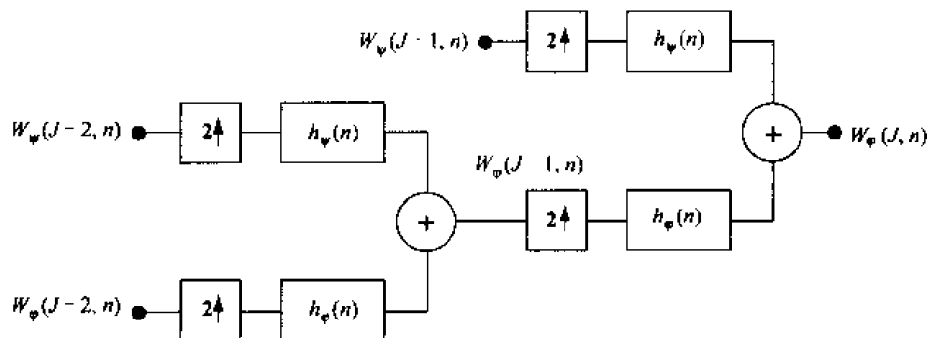 W_ψ(J - 1, n)
2↑
h_ψ(n)
W_ψ(J - 2, n)
2↑
h_ψ(n)
+
W_φ(J, n)
W_φ(J 1, n)
+
2↑
h_φ(n)
W_φ(J - 2, n)
2↑
h_φ(n)